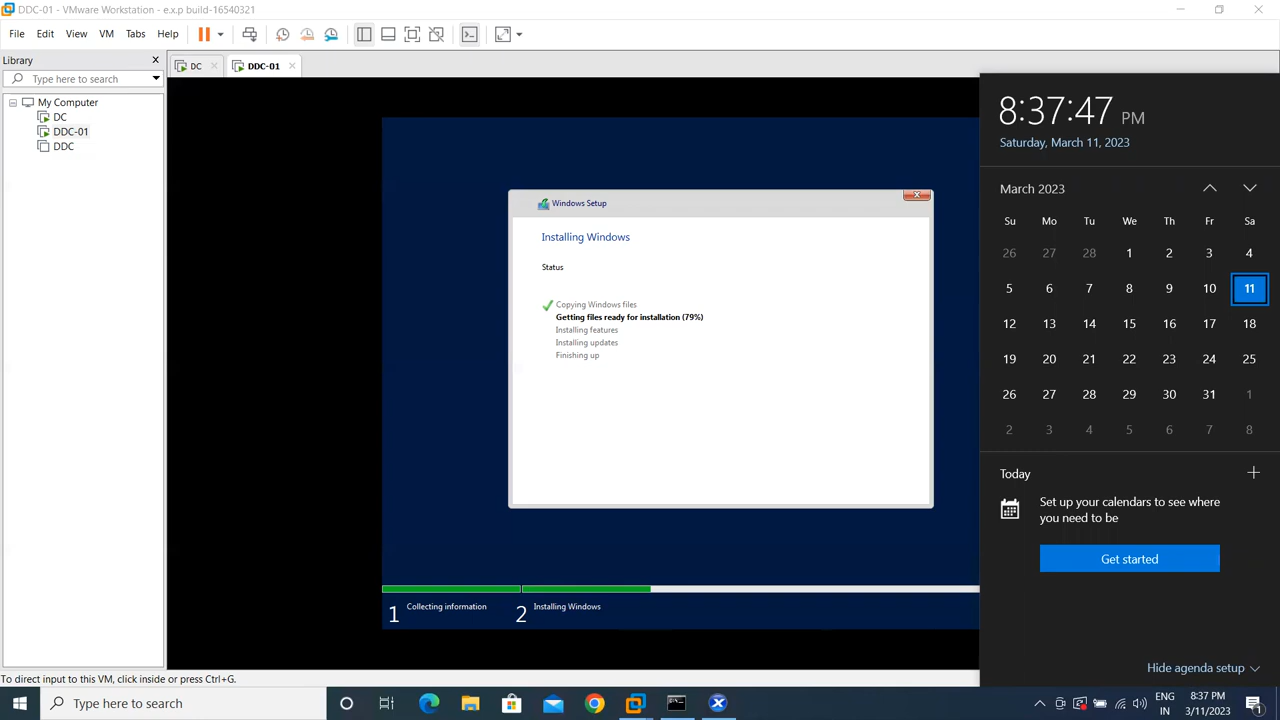 DDC-01 - VMware Workstation - e.x.p build-16540321
File Edit View VM Tabs Help
Library
Type here to search
My Computer
DC
DDC-01
DDC
DC
DDC-01
Windows Setup
Installing Windows
Status
Copying Windows files
Getting files ready for installation (79%)
Installing features
Installing updates
Finishing up
1 Collecting information
2 Installing Windows
8:37:47 PM
Saturday, March 11, 2023
March 2023
Su Mo Tu We Th Fr Sa
26 27 28 1 2 3 4
5 6 7 8 9 10 11
12 13 14 15 16 17 18
19 20 21 22 23 24 25
26 27 28 29 30 31 1
2 3 4 5 6 7 8
Today
Set up your calendars to see where
you need to be
Get started
Hide agenda setup
To direct input to this VM, click inside or press Ctrl+G.
Type here to search
ENG
IN
8:37 PM
3/11/2023
1